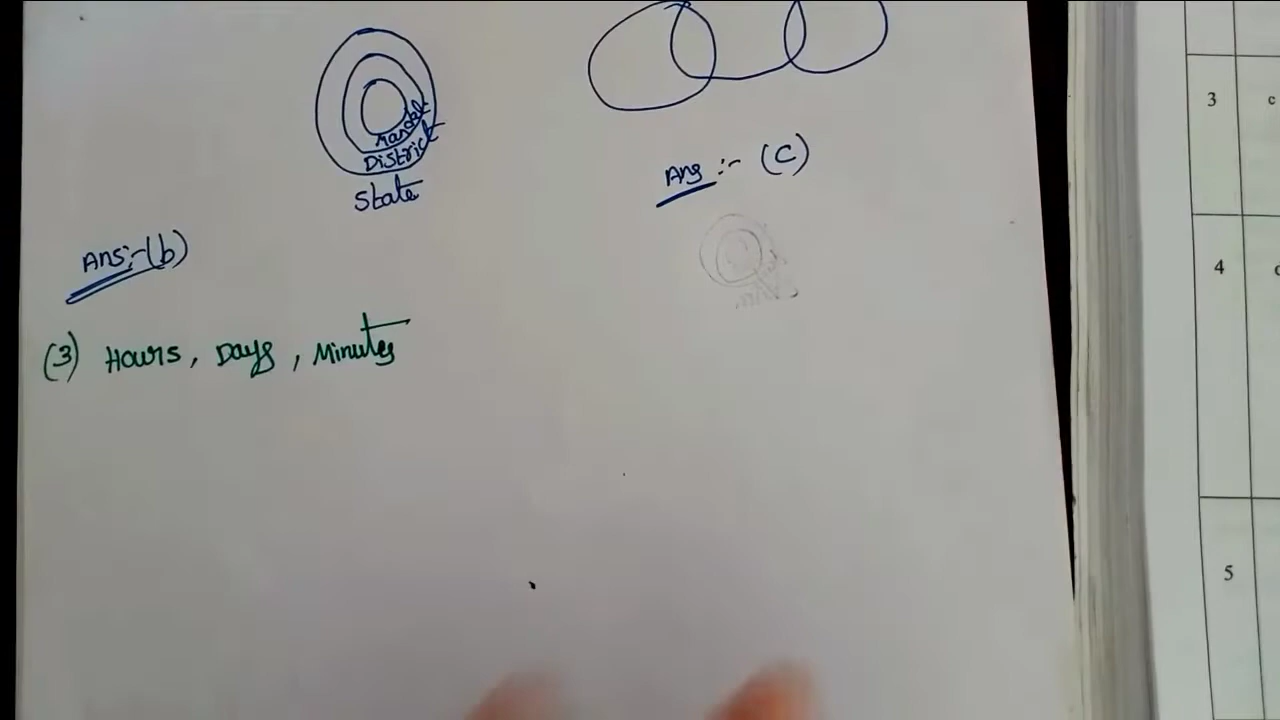 Mandal
District
State
Ans:-(b)
Ans :- (c)
(3) Hours, Days, Minutes
3 c
4
5